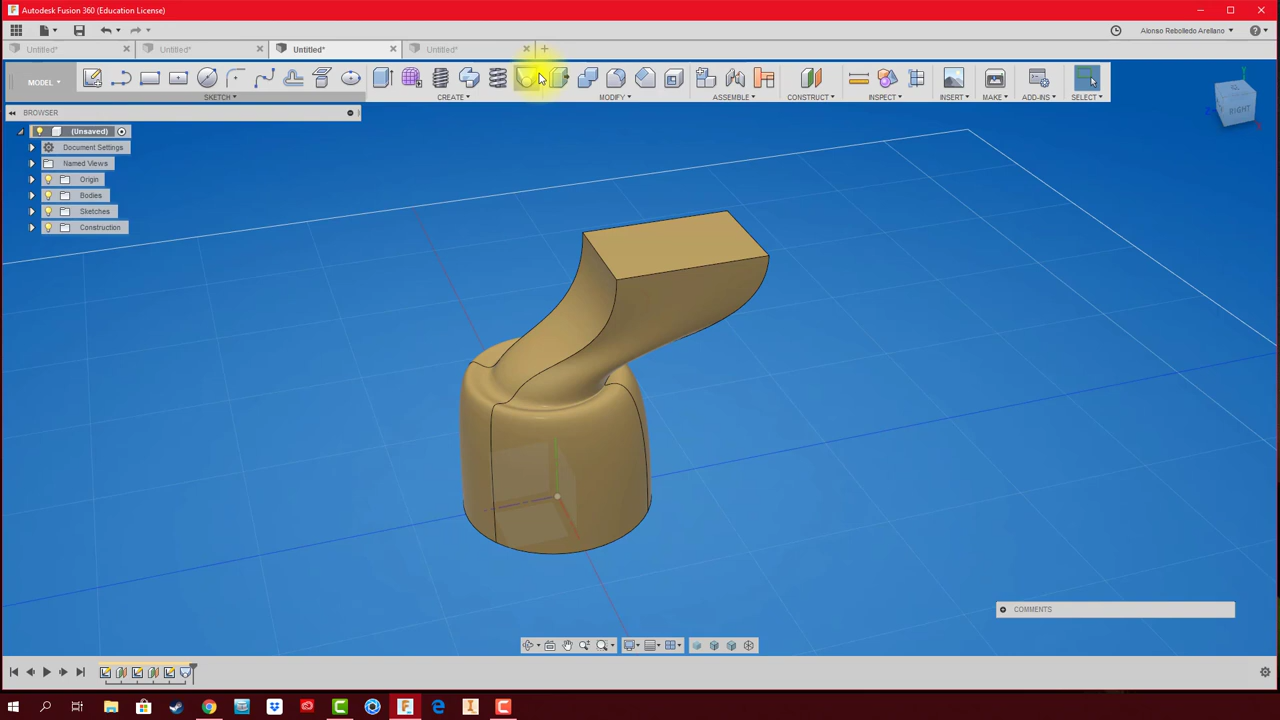 Autodesk Fusion 360 (Education License)
Alonso Rebolledo Arellano
Untitled*
Untitled*
Untitled*
Untitled*
MODEL
SKETCH
CREATE
MODIFY
ASSEMBLE
CONSTRUCT
INSPECT
INSERT
MAKE
ADD-INS
SELECT
BROWSER
(Unsaved)
Document Settings
Named Views
Origin
Bodies
Sketches
Construction
RIGHT
COMMENTS